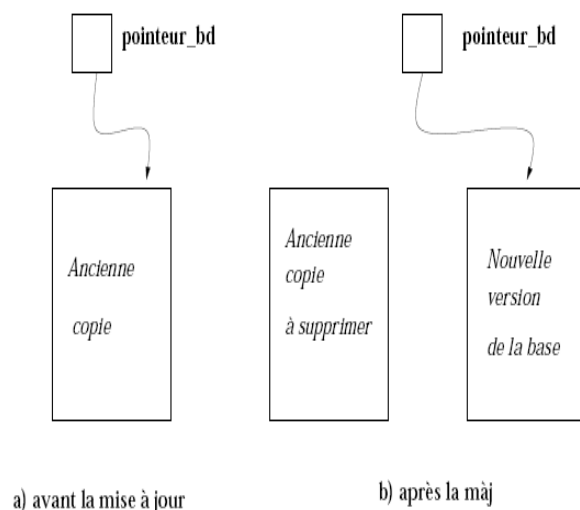 pointeur_bd
pointeur_bd
Ancienne
copie
Ancienne
copie
à supprimer
Nouvelle
version
de la base
a) avant la mise à jour
b) après la màj